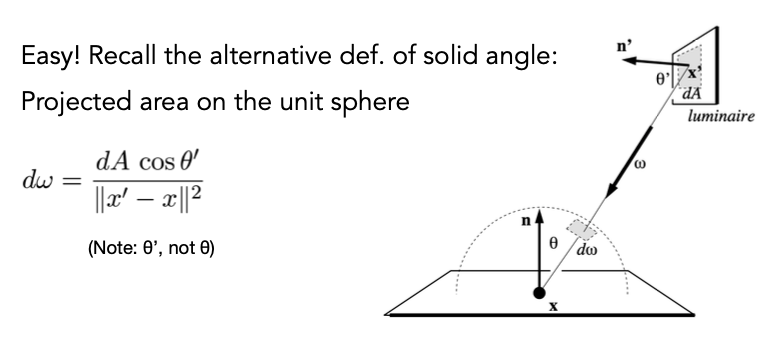 Easy! Recall the alternative def. of solid angle:
Projected area on the unit sphere
dω = dA cos θ′ / ||x′ − x||²
(Note: θ’, not θ)
n’
θ’
x’
dA
luminaire
ω
n
θ
dω
x